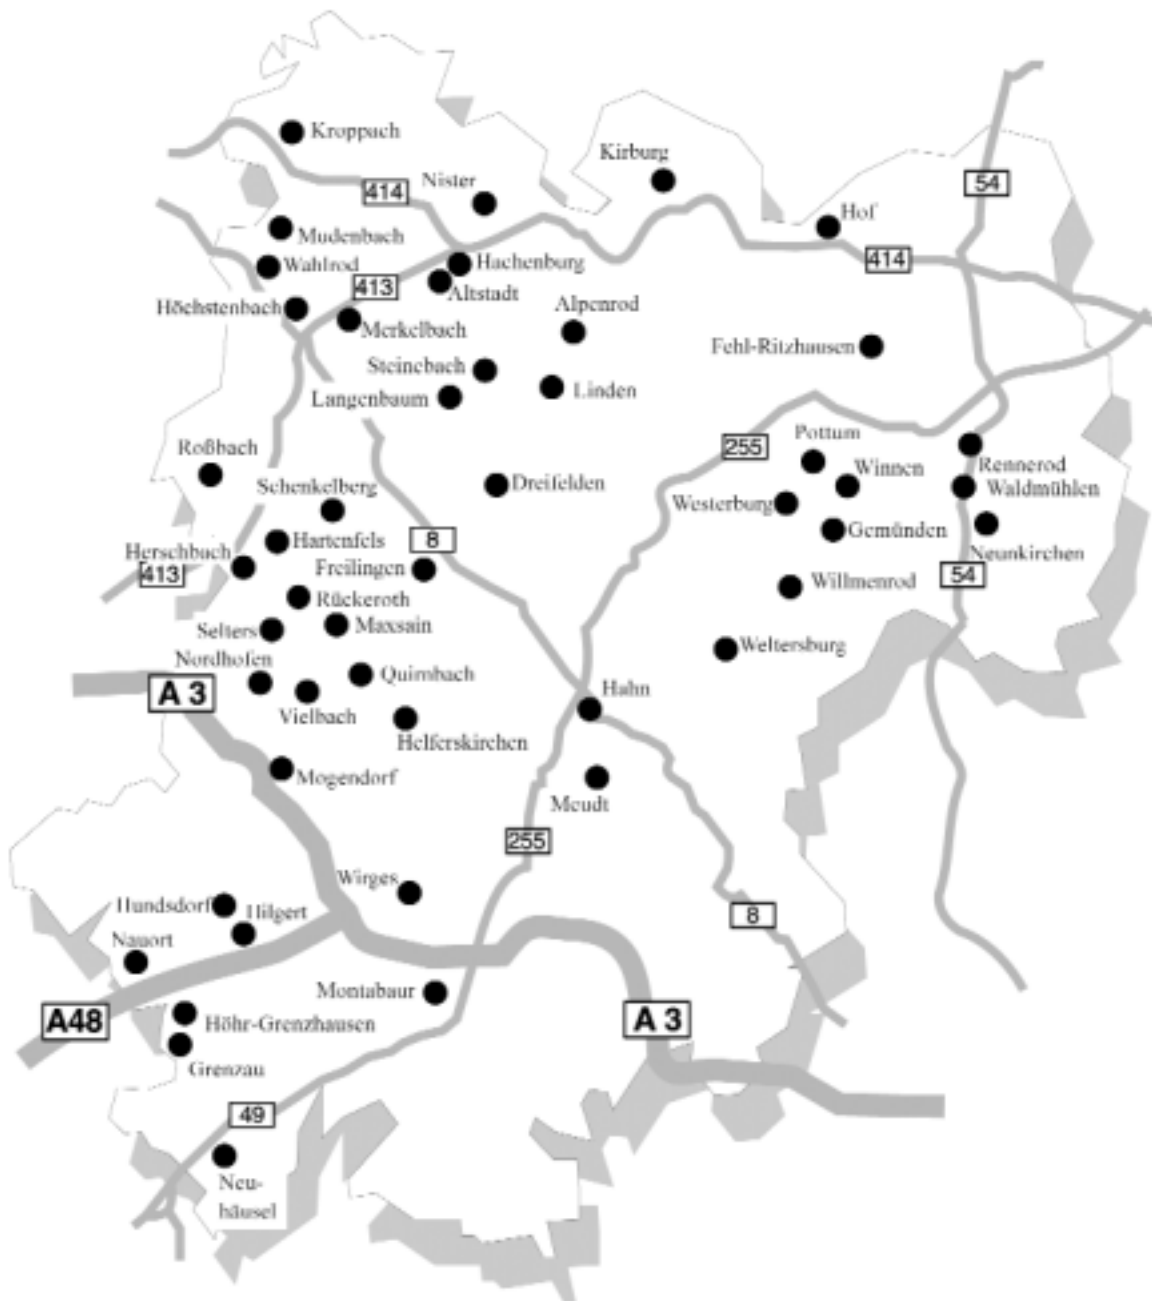 Kroppach
Kirburg
Nister
414
54
Hof
Mudenbach
Hachenburg
414
Wahlrod
413
Altstadt
Höchstenbach
Alpenrod
Merkelbach
Fehl-Ritzhausen
Steinebach
Linden
Langenbaum
Pottum
255
Roßbach
Rennerod
Winnen
Dreifelden
Schenkelberg
Waldmühlen
Westerburg
Gemünden
8
Hartenfels
Herschbach
Neunkirchen
413
Freilingen
54
Willmenrod
Rückeroth
Selters
Maxsain
Weltersburg
Nordhofen
Quirnbach
A 3
Hahn
Vielbach
Helferskirchen
Mogendorf
Meudt
255
Wirges
Hundsdorf
Hilgert
8
Nauort
Montabaur
A48
Höhr-Grenzhausen
A 3
Grenzau
49
Neu-
häusel